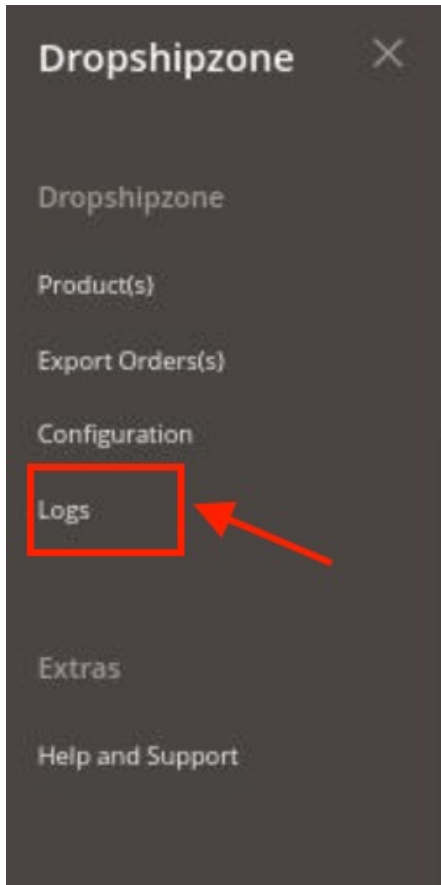 Dropshipzone
Dropshipzone
Product(s)
Export Orders(s)
Configuration
Logs
Extras
Help and Support